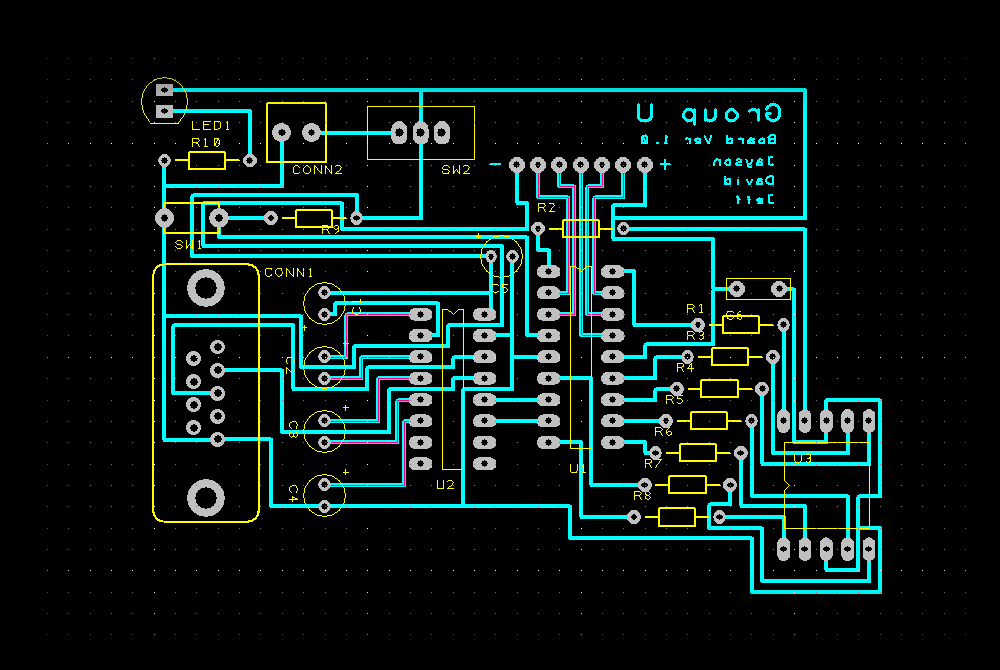 Group U
Board Ver 1.0
Jayson
David
Jeff
LED1
R10
CONN2
SW2
-
+
R2
R9
SW1
CONN1
C5
C1
R1
C6
R3
C2
R4
R5
C3
R6
U3
R7
U1
U2
C4
R8